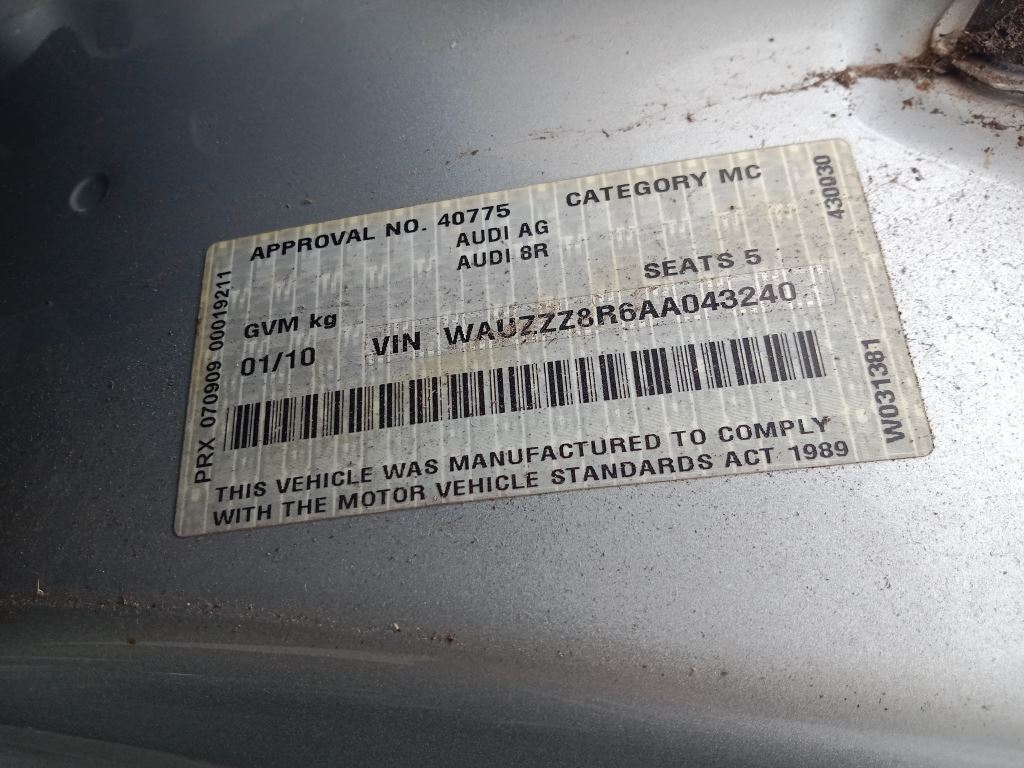 APPROVAL NO. 40775
CATEGORY MC
AUDI AG
AUDI 8R
SEATS 5
GVM kg
01/10
VIN WAUZZZ8R6AA043240
THIS VEHICLE WAS MANUFACTURED TO COMPLY
WITH THE MOTOR VEHICLE STANDARDS ACT 1989
PRX 070909 00019211
430030
W031381